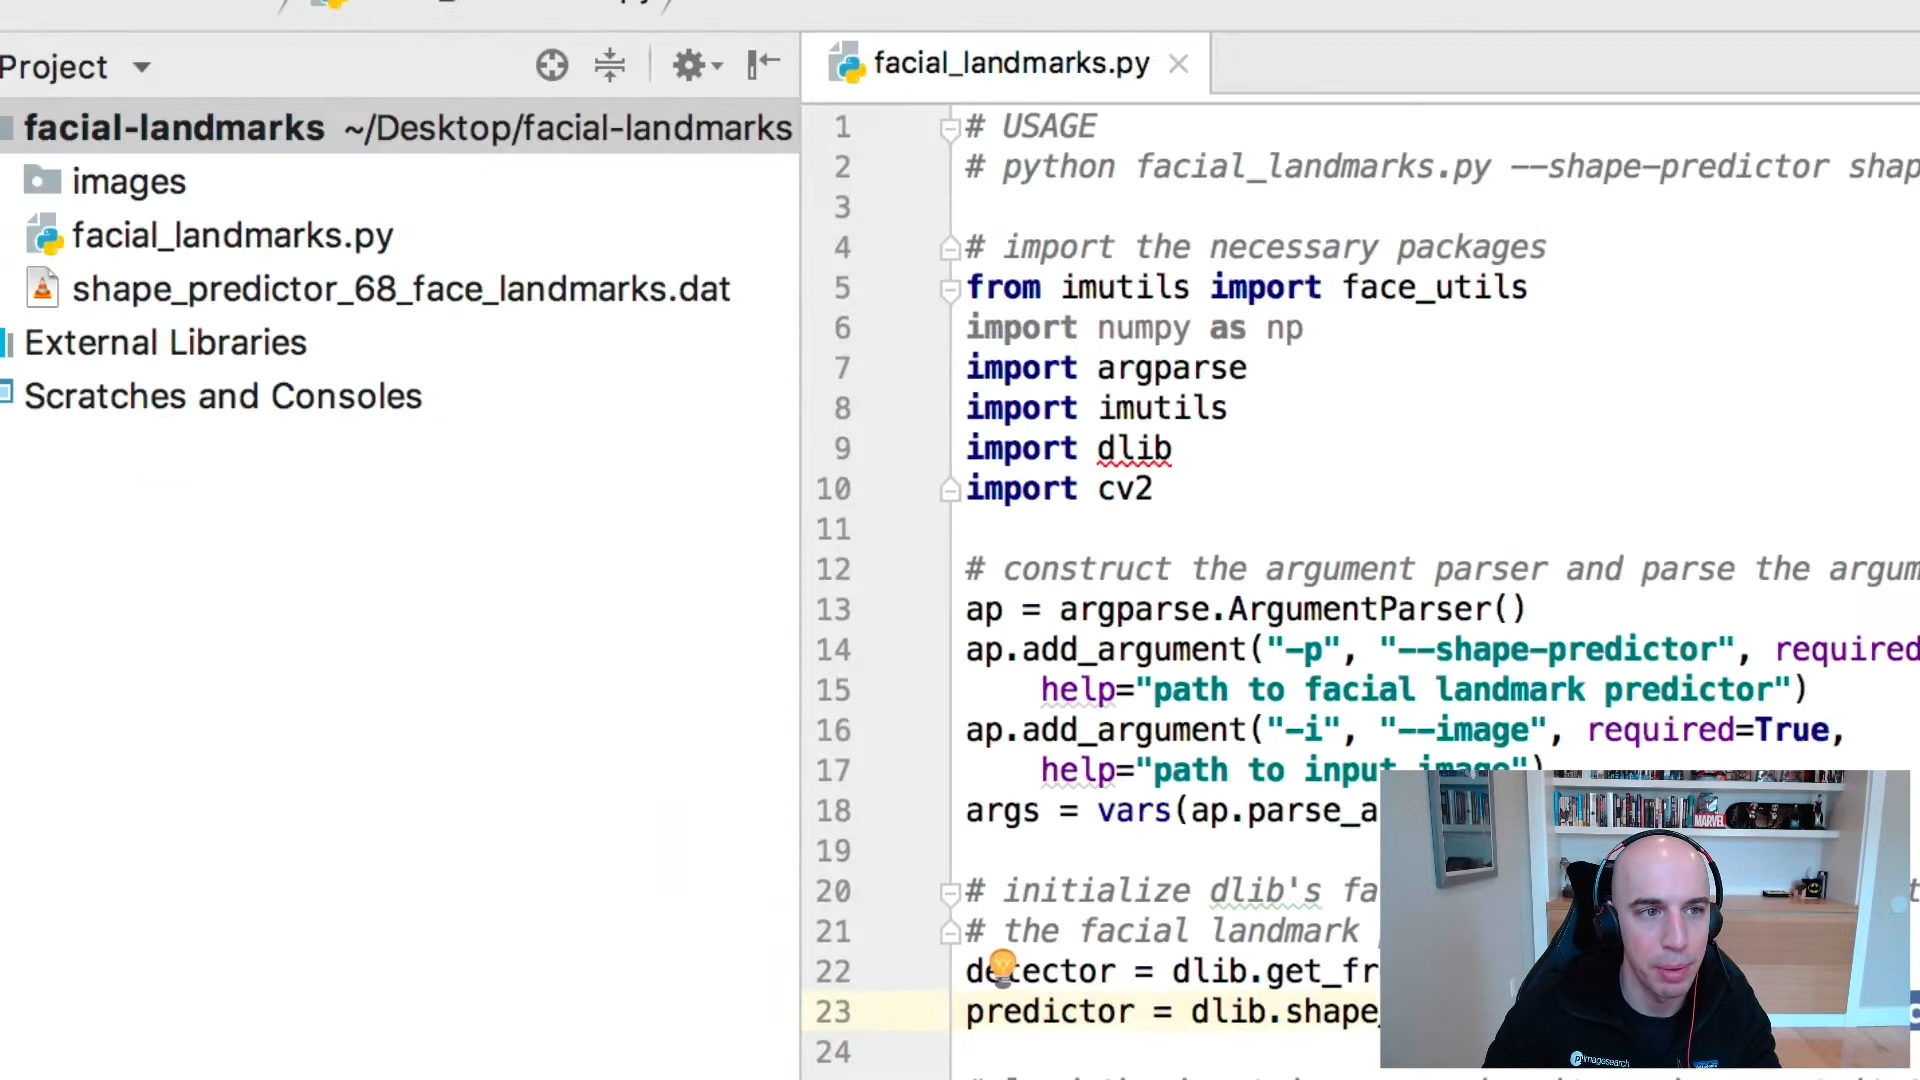 Project
facial-landmarks ~/Desktop/facial-landmarks
images
facial_landmarks.py
shape_predictor_68_face_landmarks.dat
External Libraries
Scratches and Consoles
facial_landmarks.py
1 # USAGE
2 # python facial_landmarks.py --shape-predictor shap
3
4 # import the necessary packages
5 from imutils import face_utils
6 import numpy as np
7 import argparse
8 import imutils
9 import dlib
10 import cv2
11
12 # construct the argument parser and parse the argum
13 ap = argparse.ArgumentParser()
14 ap.add_argument("-p", "--shape-predictor", required
15 help="path to facial landmark predictor")
16 ap.add_argument("-i", "--image", required=True,
17 help="path to input image")
18 args = vars(ap.parse_a
19
20 # initialize dlib's fa
21 # the facial landmark
22 detector = dlib.get_fr
23 predictor = dlib.shape_
24
MARVEL
pyimagesearch